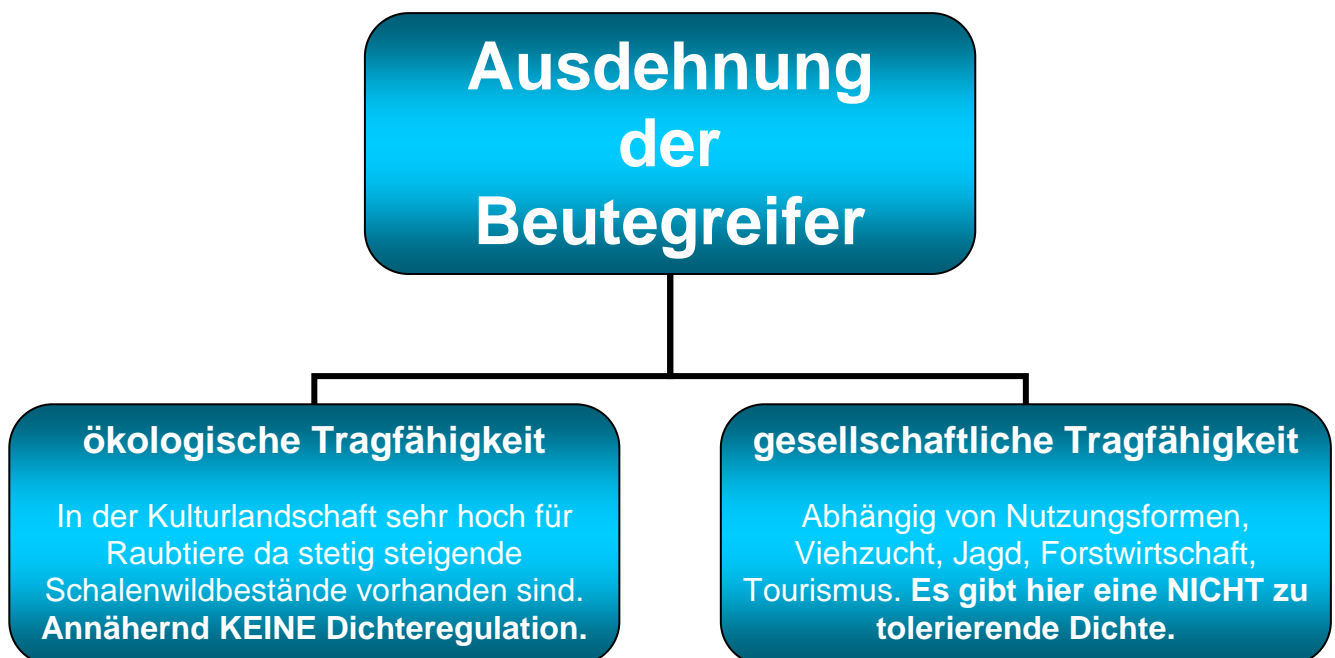 Ausdehnung
der
Beutegreifer
ökologische Tragfähigkeit
In der Kulturlandschaft sehr hoch für
Raubtiere da stetig steigende
Schalenwildbestände vorhanden sind.
Annähernd KEINE Dichteregulation.
gesellschaftliche Tragfähigkeit
Abhängig von Nutzungsformen,
Viehzucht, Jagd, Forstwirtschaft,
Tourismus. Es gibt hier eine NICHT zu
tolerierende Dichte.